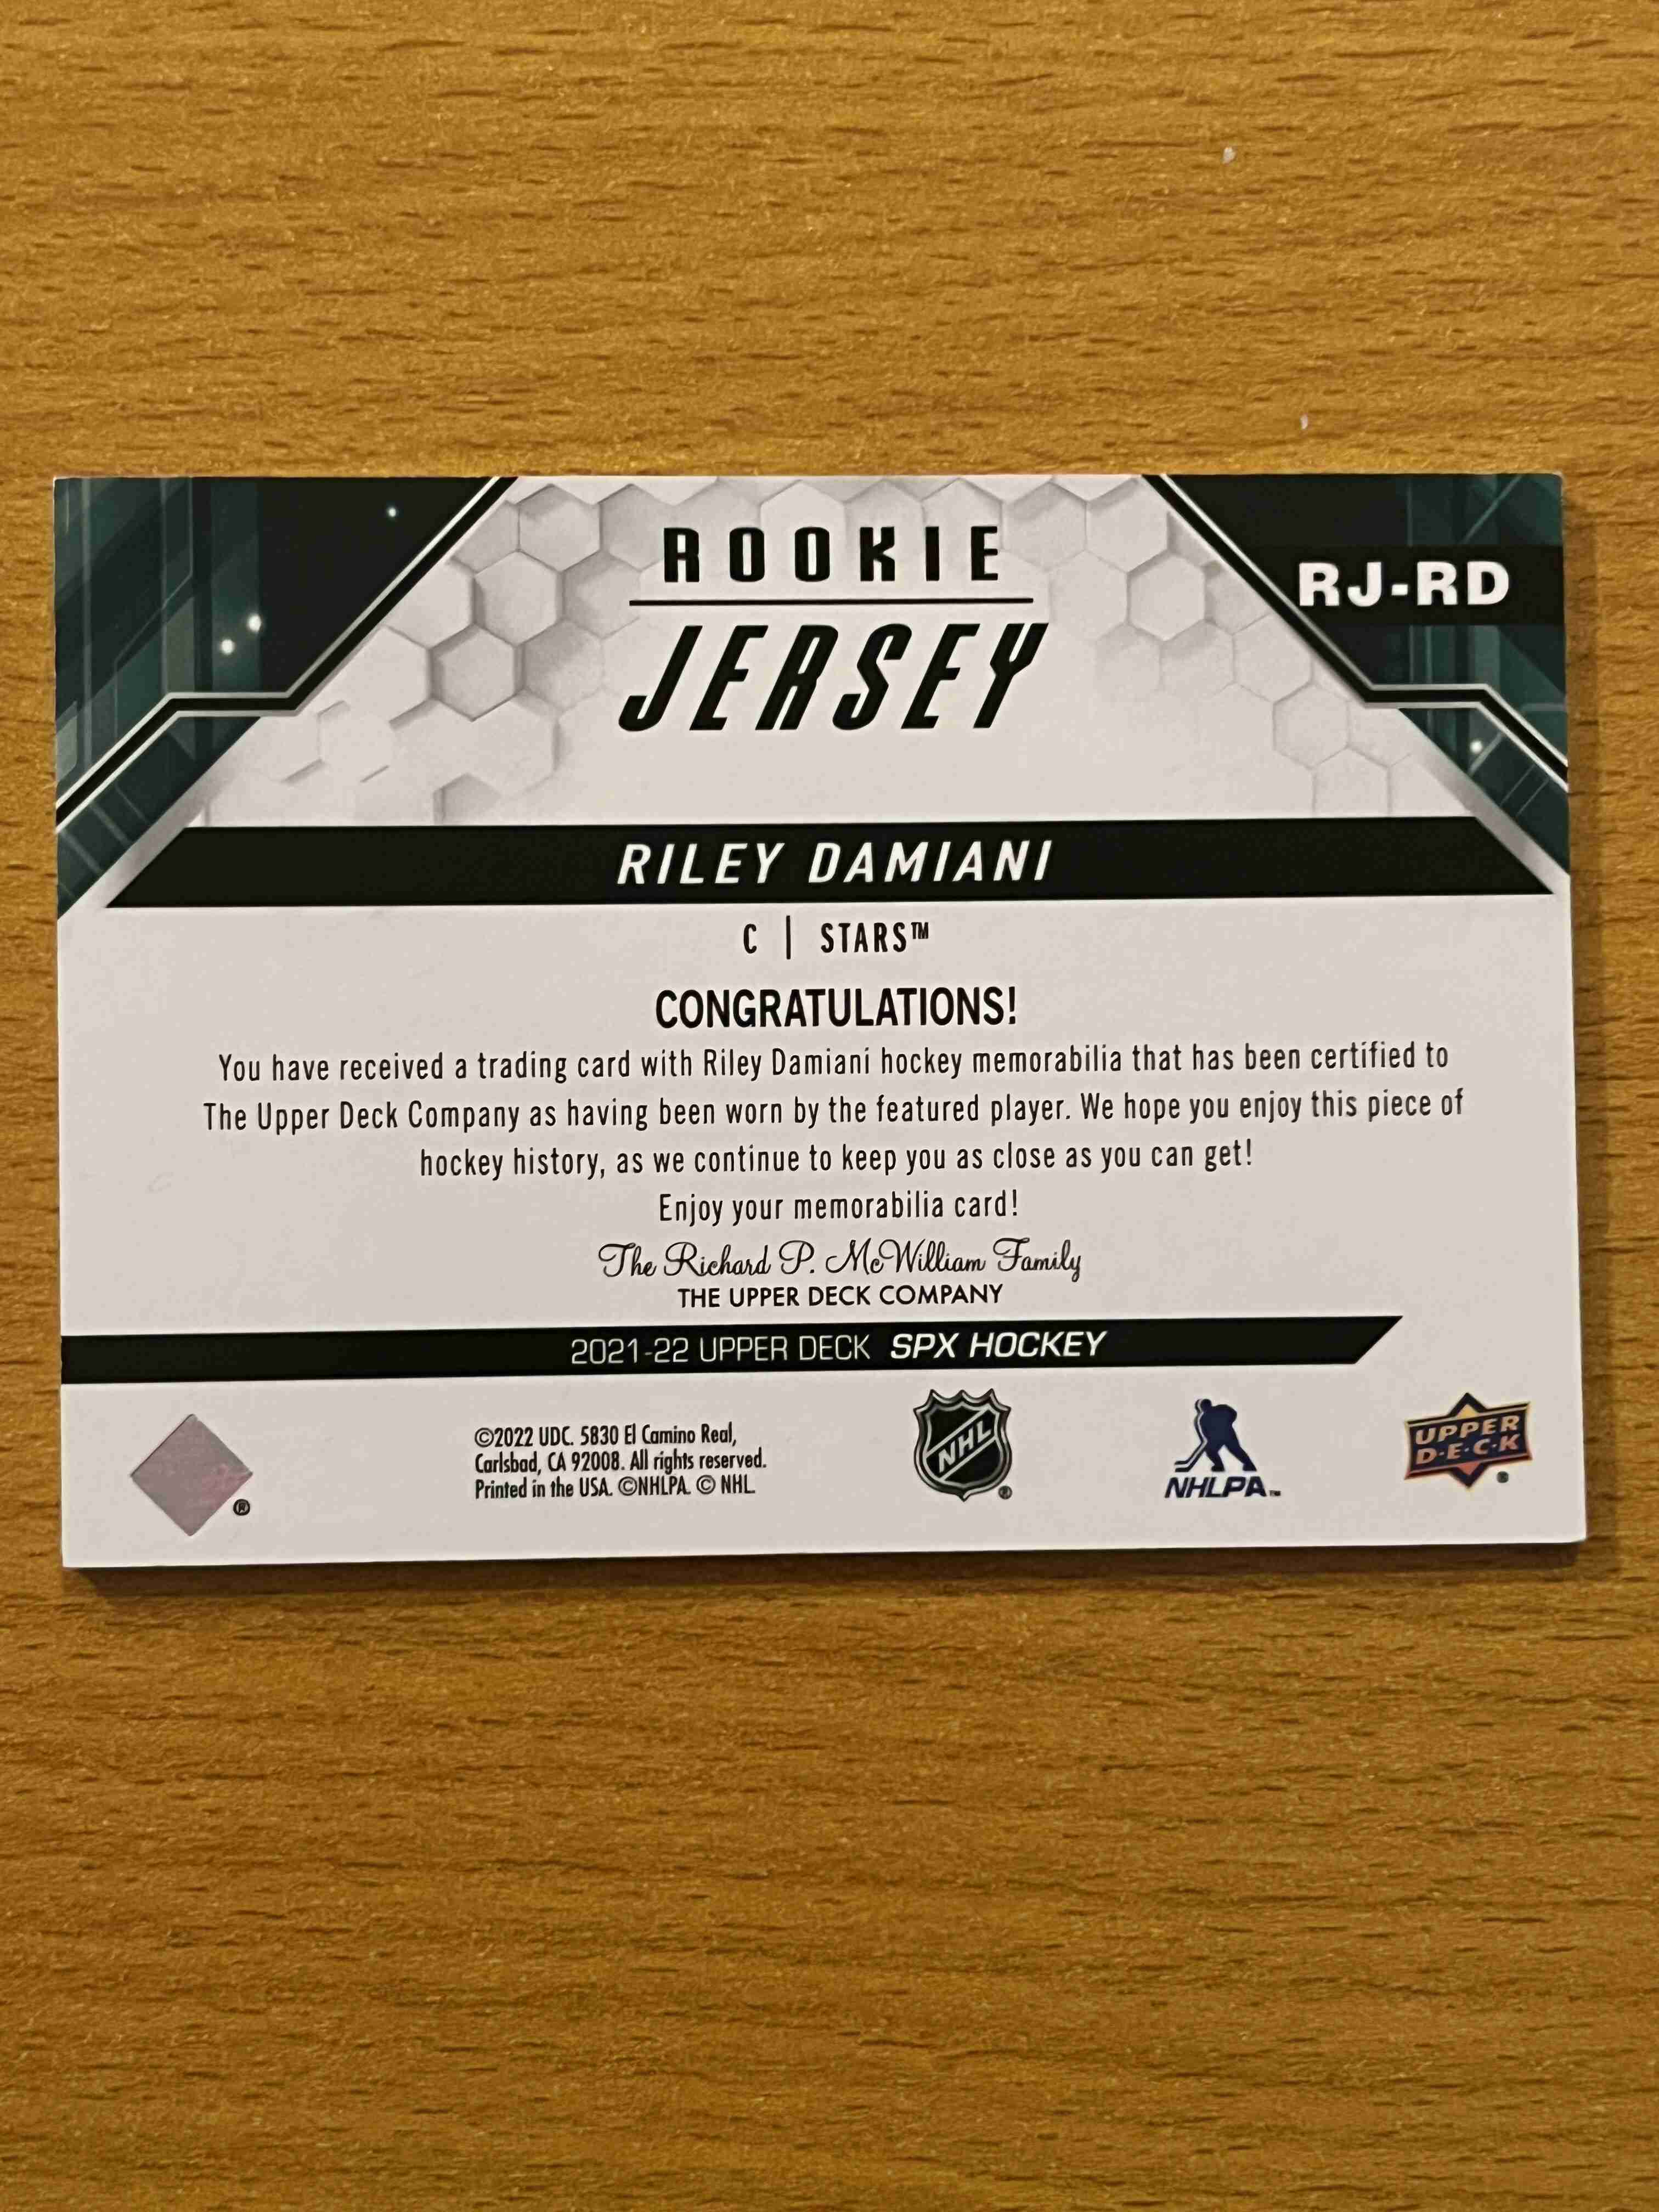 ROOKIE
JERSEY
RJ-RD
RILEY DAMIANI
C | STARS™
CONGRATULATIONS!
You have received a trading card with Riley Damiani hockey memorabilia that has been certified to
The Upper Deck Company as having been worn by the featured player. We hope you enjoy this piece of
hockey history, as we continue to keep you as close as you can get!
Enjoy your memorabilia card!
The Richard P. McWilliam Family
THE UPPER DECK COMPANY
2021-22 UPPER DECK SPX HOCKEY
®
©2022 UDC. 5830 El Camino Real,
Carlsbad, CA 92008. All rights reserved.
Printed in the USA. ©NHLPA. © NHL.
NHL ®
NHLPA™
UPPER
D·E·C·K ®